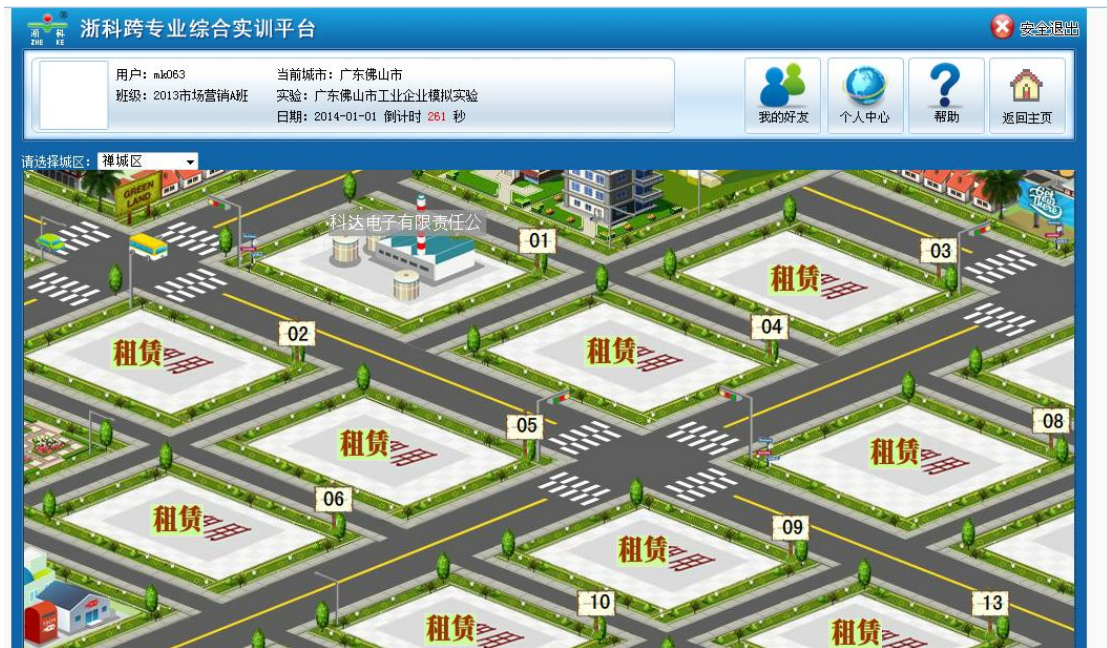 浙科
ZHE KE
浙科跨专业综合实训平台
安全退出
用户: mk063
班级: 2013市场营销A班
当前城市: 广东佛山市
实验: 广东佛山市工业企业模拟实验
日期: 2014-01-01 倒计时 261 秒
我的好友
个人中心
帮助
返回主页
请选择城区: 禅城区
GREEN
LAND
科达电子有限责任公
01
03
租赁
02
租赁
04
租赁
05
租赁
08
租赁
06
租赁
09
租赁
10
租赁
13
租赁